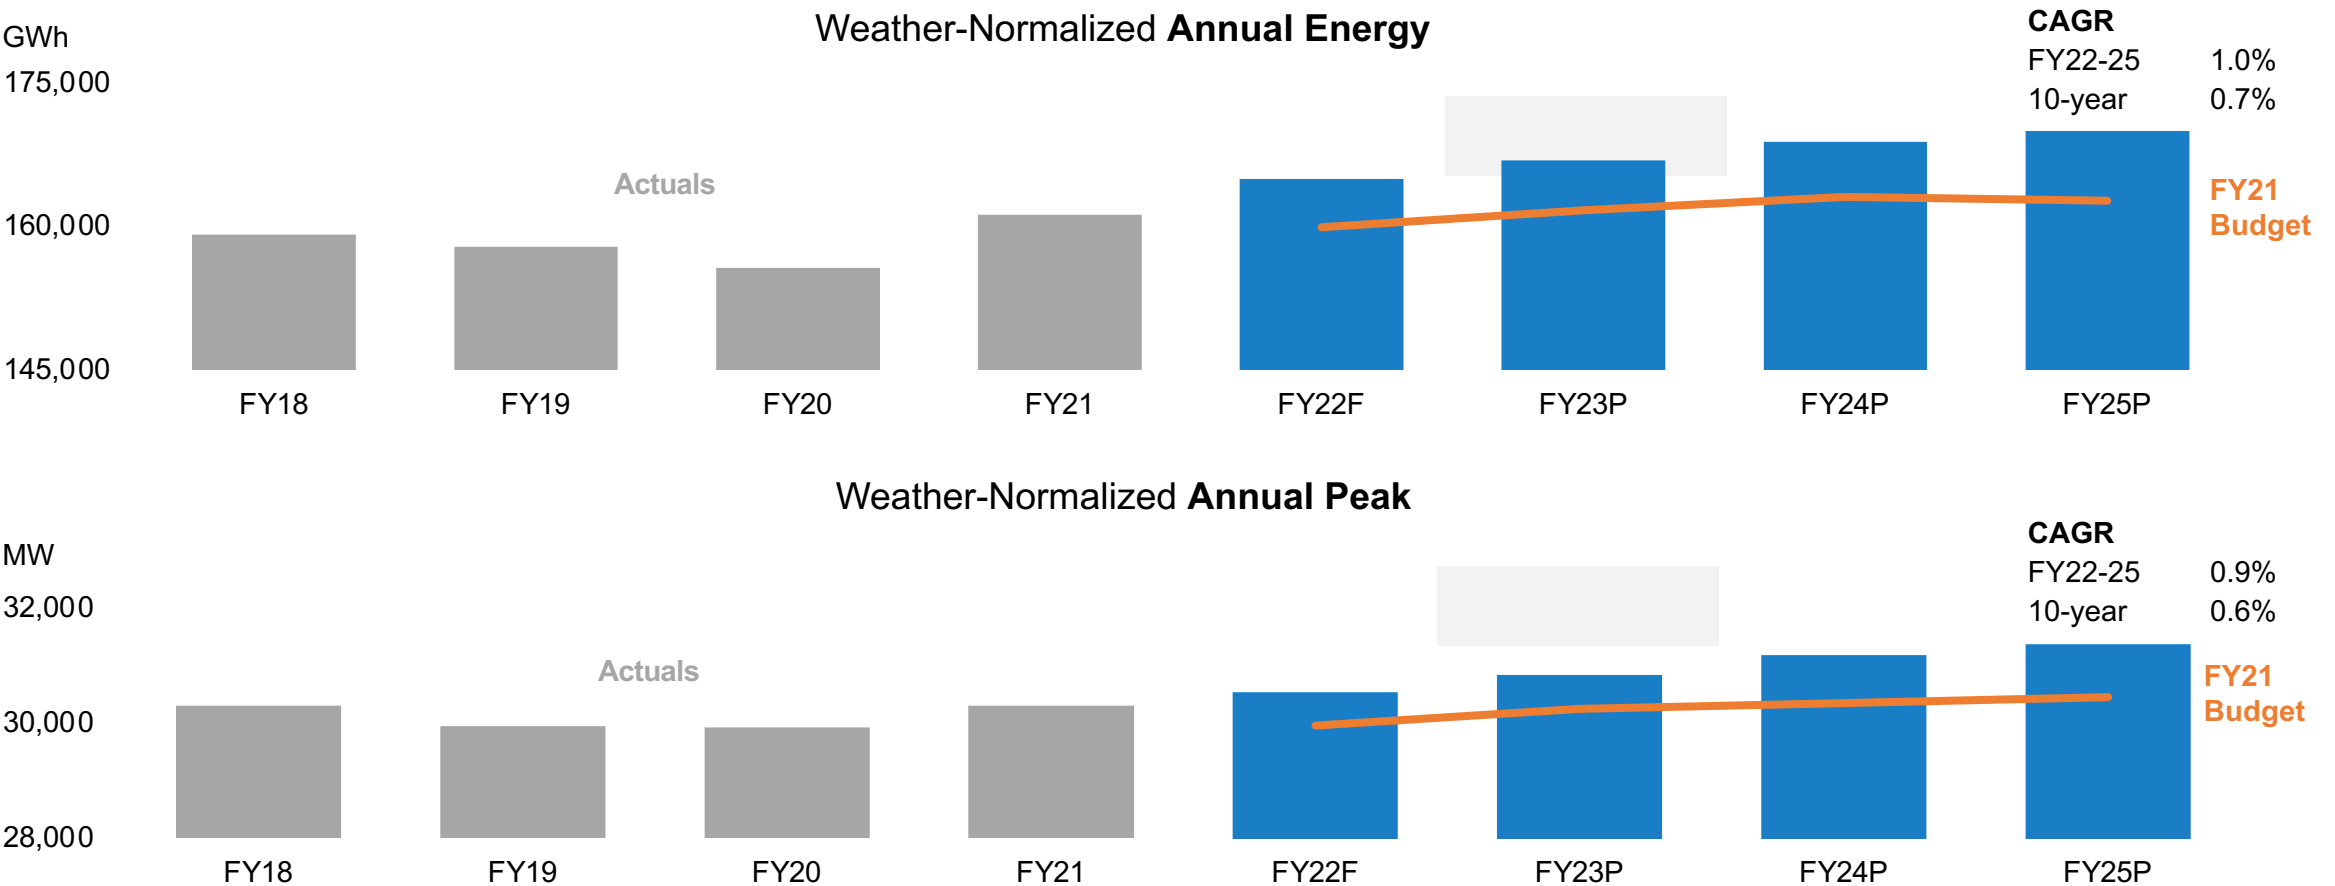 Weather-Normalized Annual Energy
GWh
175,000
160,000
145,000
Actuals
CAGR
FY22-25 1.0%
10-year 0.7%
FY21
Budget
FY18 FY19 FY20 FY21 FY22F FY23P FY24P FY25P
Weather-Normalized Annual Peak
MW
32,000
30,000
28,000
Actuals
CAGR
FY22-25 0.9%
10-year 0.6%
FY21
Budget
FY18 FY19 FY20 FY21 FY22F FY23P FY24P FY25P